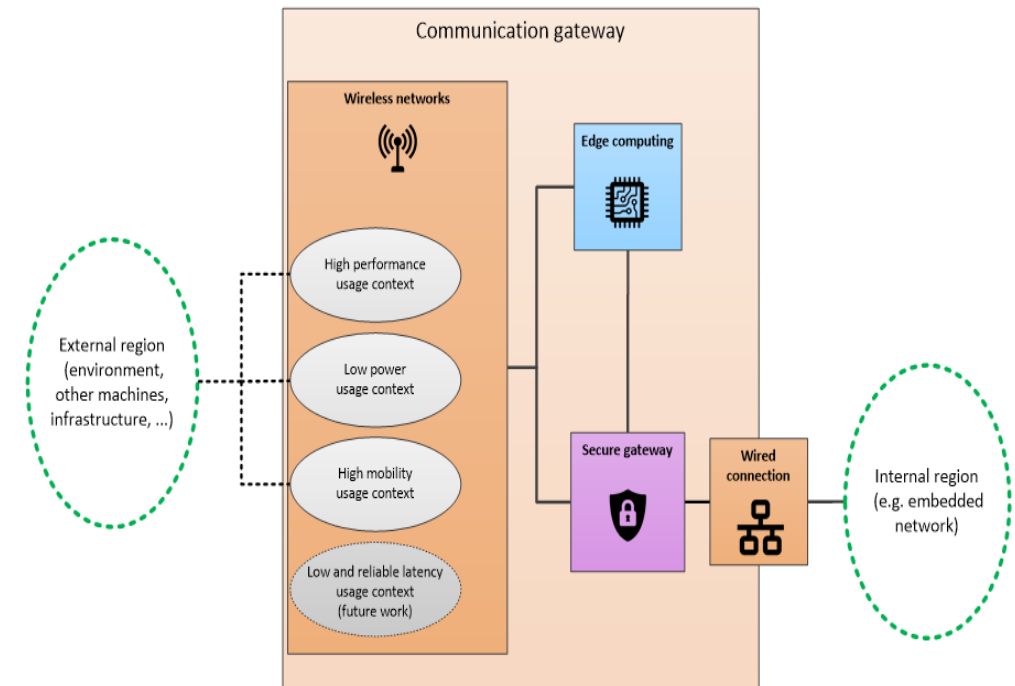 Communication gateway
Wireless networks
Edge computing
High performance
usage context
External region
(environment,
other machines,
infrastructure, ...)
Low power
usage context
High mobility
usage context
Low and reliable latency
usage context
(future work)
Secure gateway
Wired
connection
Internal region
(e.g. embedded
network)